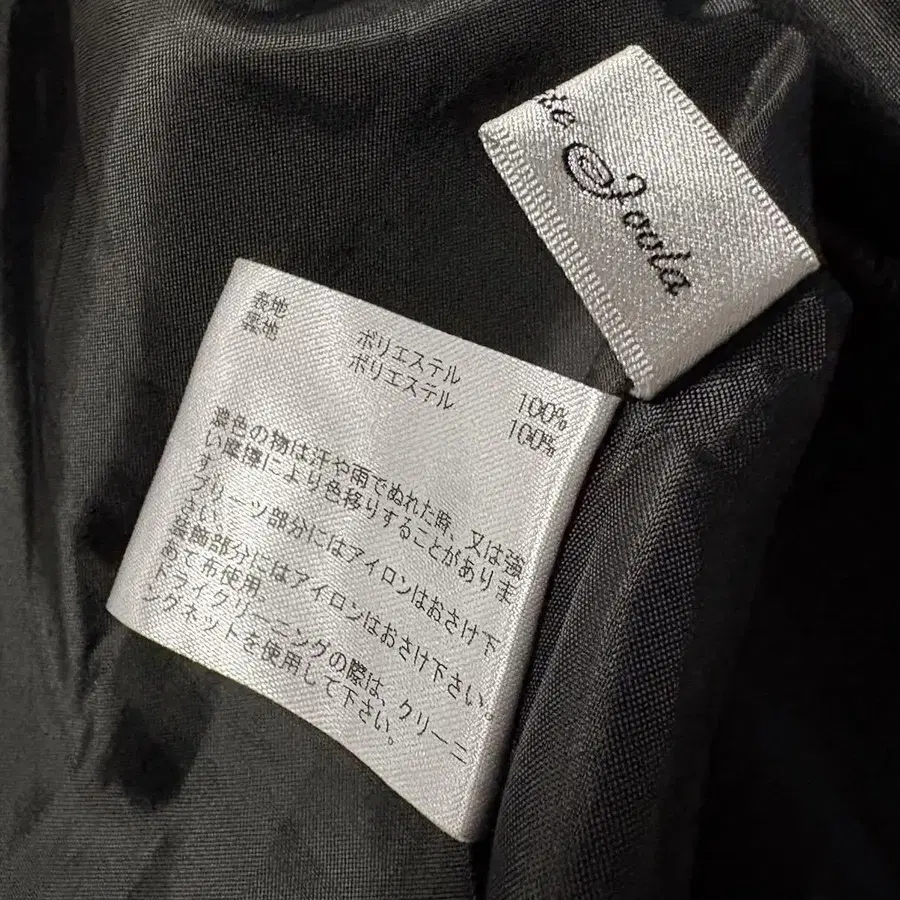 te Joola
表地 ポリエステル 100%
裏地 ポリエステル 100%
濃色の物は汗や雨でぬれた時、又は強
い摩擦により色移りすることがありま
す。
プリーツ部分にはアイロンはおさけ下
さい。
装飾部分にはアイロンはおさけ下さい。
あて布使用。
ドライクリーニングの際は、クリーニ
ングネットを使用して下さい。